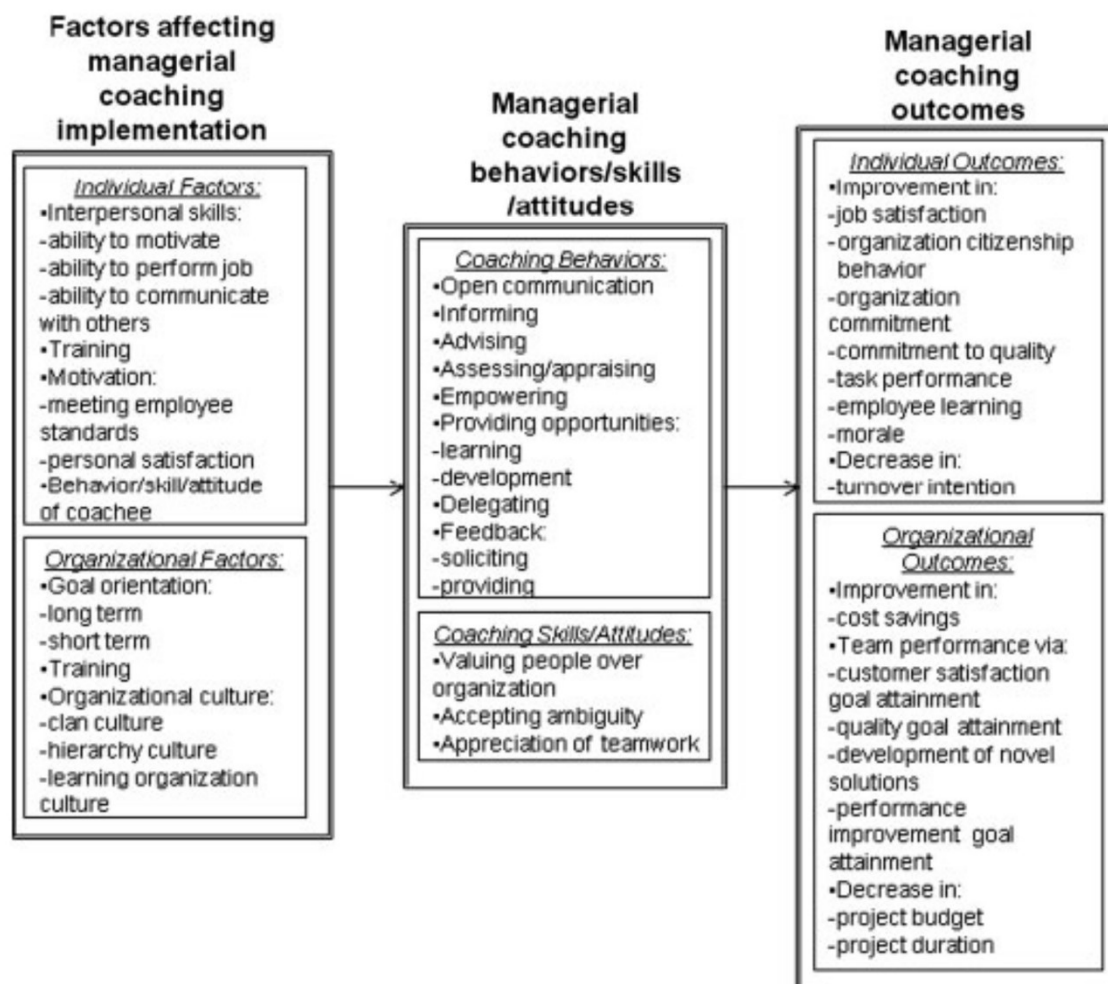 Factors affecting
managerial
coaching
implementation
Individual Factors:
•Interpersonal skills:
-ability to motivate
-ability to perform job
-ability to communicate
with others
•Training
•Motivation:
-meeting employee
standards
-personal satisfaction
•Behavior/skill/attitude
of coachee
Organizational Factors:
•Goal orientation:
-long term
-short term
•Training
•Organizational culture:
-clan culture
-hierarchy culture
-learning organization
culture
Managerial
coaching
behaviors/skills
/attitudes
Coaching Behaviors:
•Open communication
•Informing
•Advising
•Assessing/appraising
•Empowering
•Providing opportunities:
-learning
-development
•Delegating
•Feedback:
-soliciting
-providing
Coaching Skills/Attitudes:
•Valuing people over
organization
•Accepting ambiguity
•Appreciation of teamwork
Managerial
coaching
outcomes
Individual Outcomes:
•Improvement in:
-job satisfaction
-organization citizenship
behavior
-organization
commitment
-commitment to quality
-task performance
-employee learning
-morale
•Decrease in:
-turnover intention
Organizational
Outcomes:
•Improvement in:
-cost savings
•Team performance via:
-customer satisfaction
goal attainment
-quality goal attainment
-development of novel
solutions
-performance
improvement goal
attainment
•Decrease in:
-project budget
-project duration